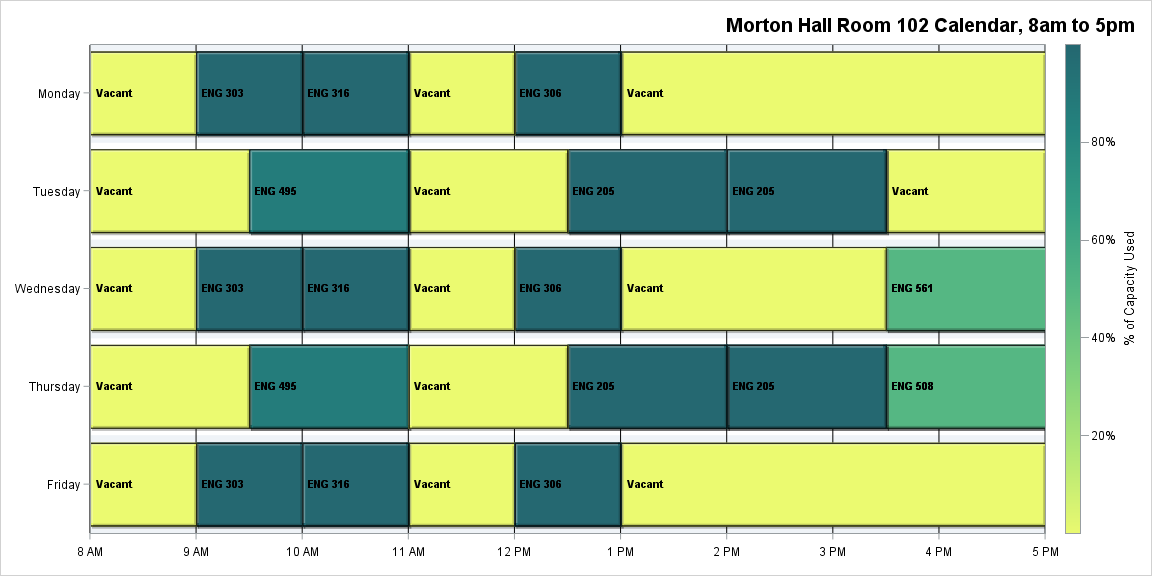 Morton Hall Room 102 Calendar, 8am to 5pm
Monday
Vacant
ENG 303
ENG 316
Vacant
ENG 306
Vacant
Tuesday
Vacant
ENG 495
Vacant
ENG 205
ENG 205
Vacant
Wednesday
Vacant
ENG 303
ENG 316
Vacant
ENG 306
Vacant
ENG 561
Thursday
Vacant
ENG 495
Vacant
ENG 205
ENG 205
ENG 508
Friday
Vacant
ENG 303
ENG 316
Vacant
ENG 306
Vacant
8 AM
9 AM
10 AM
11 AM
12 PM
1 PM
2 PM
3 PM
4 PM
5 PM
80%
60%
40%
20%
% of Capacity Used